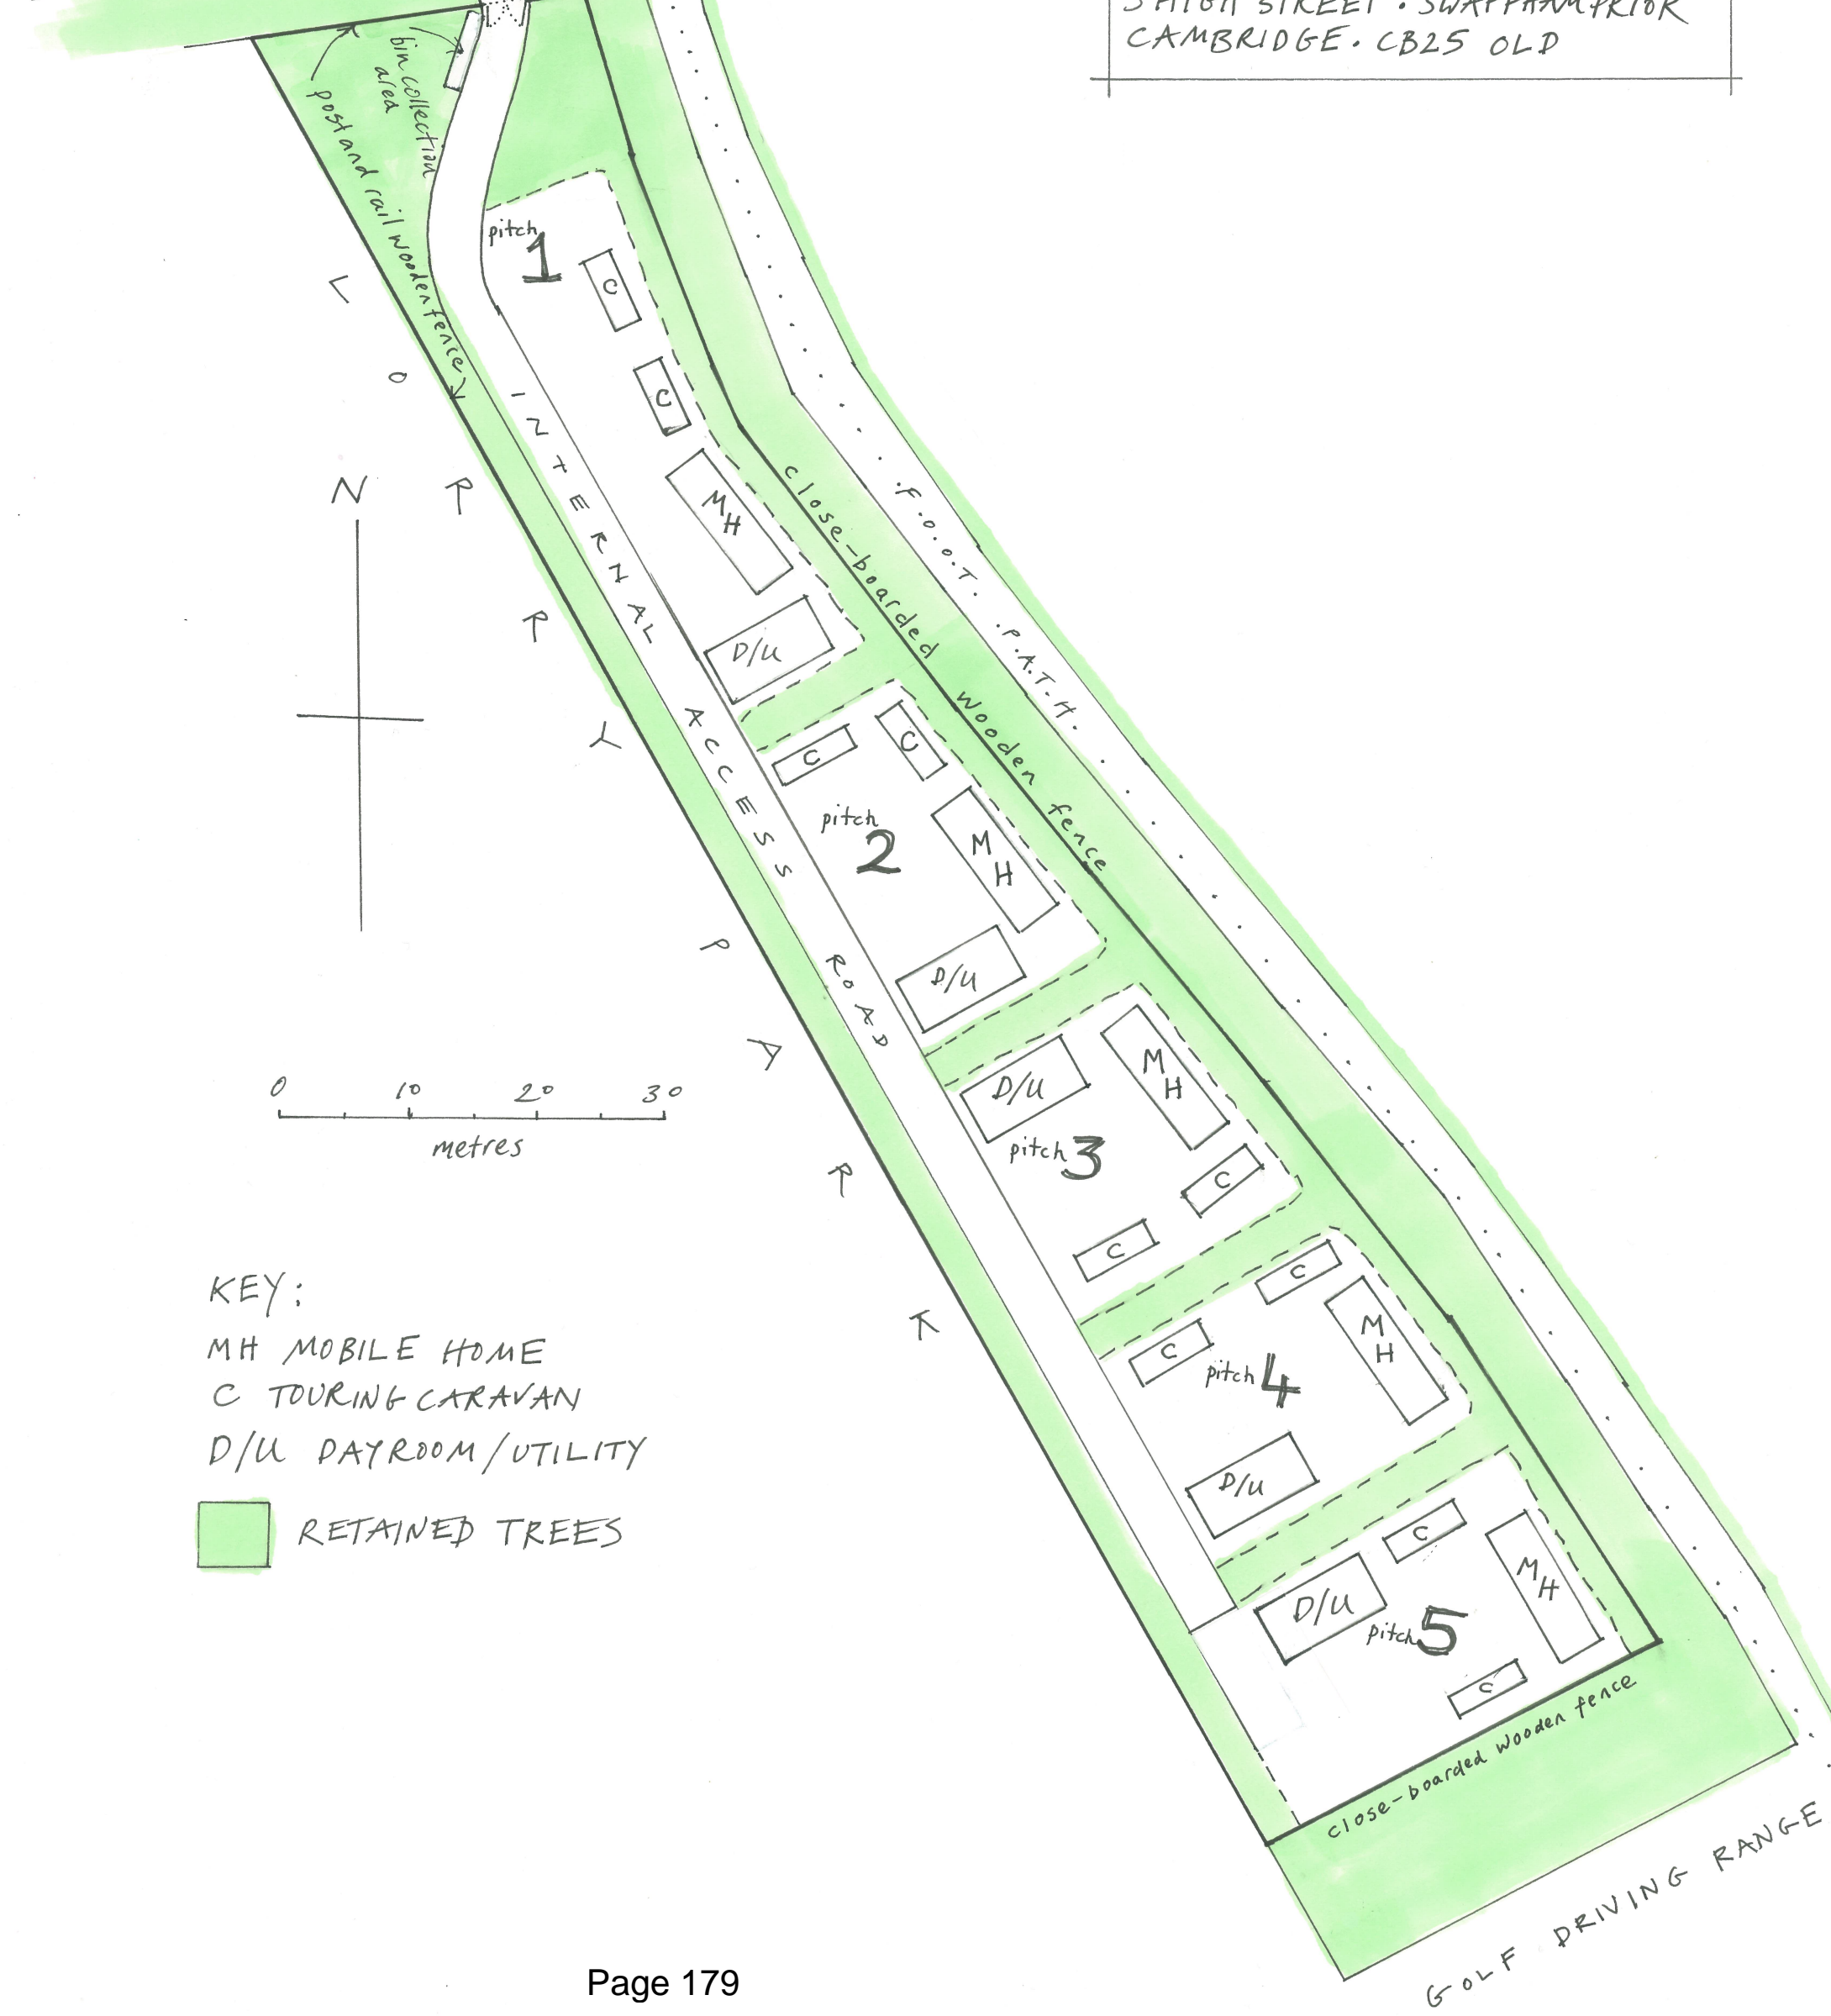 3 HIGH STREET • SWAFFHAM PRIOR
CAMBRIDGE. CB25 OLD
bin collection
area
post and rail wooden fence
pitch
1
C
C
MH
D/U
LORRY PARK
INTERNAL ACCESS ROAD
close-boarded wooden fence
.F.O.O.T. .P.A.T.H.
N
C
C
pitch
2
MH
D/U
D/U
MH
pitch 3
C
C
0 10 20 30
metres
C
C
MH
pitch 4
D/U
KEY:
MH MOBILE HOME
C TOURING CARAVAN
D/U DAYROOM/UTILITY
RETAINED TREES
C
D/U
MH
pitch 5
C
close-boarded wooden fence
GOLF DRIVING RANGE
Page 179